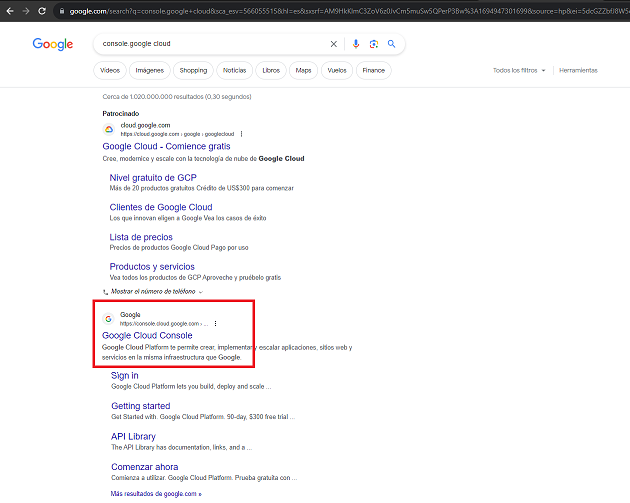 google.com/search?q=console.google+cloud&sca_esv=566055515&hl=es&sxsrf=
Google
console.google cloud
Videos
Imágenes
Shopping
Noticias
Libros
Maps
Vuelos
Finance
Todos los filtros
Herramientas
Cerca de 1.020.000.000 resultados (0,30 segundos)
Patrocinado
cloud.google.com
https://cloud.google.com › google › googlecloud
Google Cloud - Comience gratis
Cree, modernice y escale con la tecnología de nube de Google Cloud
Nivel gratuito de GCP
Más de 20 productos gratuitos Crédito de US$300 para comenzar
Clientes de Google Cloud
Los que innovan eligen a Google Vea los casos de éxito
Lista de precios
Precios de productos Google Cloud Pago por uso
Productos y servicios
Vea todos los productos de GCP Aproveche y pruébelo gratis
Mostrar el número de teléfono
Google
https://console.cloud.google.com › ...
Google Cloud Console
Google Cloud Platform te permite crear, implementar y escalar aplicaciones, sitios web y
servicios en la misma infraestructura que Google.
Sign in
Google Cloud Platform lets you build, deploy and scale ...
Getting started
Get Started with. Google Cloud Platform. 90-day, $300 free trial ...
API Library
The API Library has documentation, links, and a ...
Comenzar ahora
Comienza a utilizar. Google Cloud Platform. Prueba gratuita con ...
Más resultados de google.com »